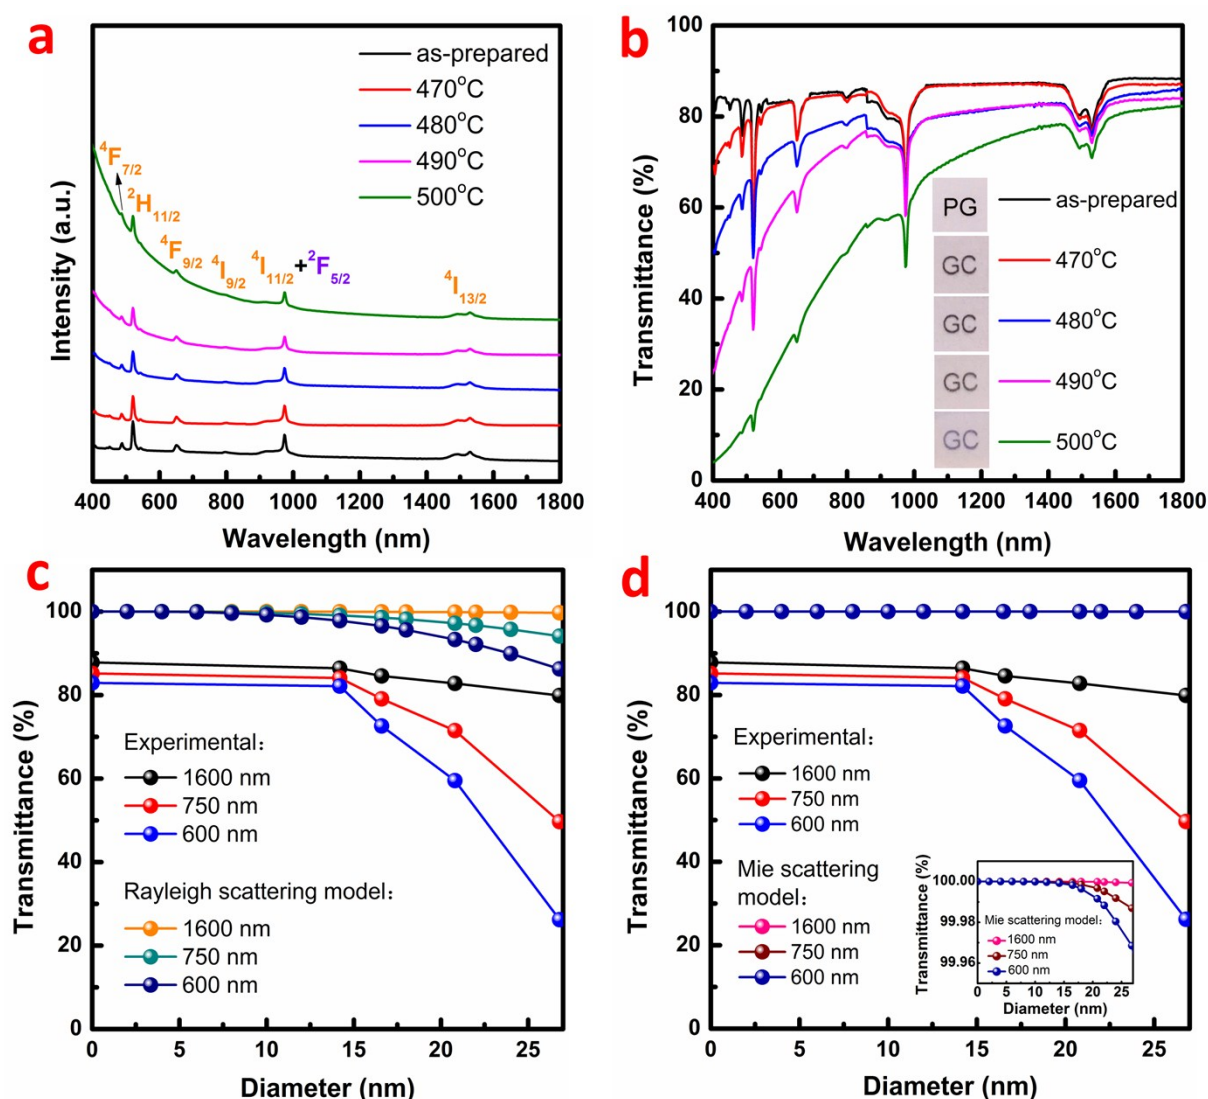 a
as-prepared
470°C
480°C
490°C
500°C
⁴F₇/₂
²H₁₁/₂
⁴F₉/₂
⁴I₉/₂
⁴I₁₁/₂ + ²F₅/₂
⁴I₁₃/₂
Intensity (a.u.)
400 600 800 1000 1200 1400 1600 1800
Wavelength (nm)
b
100
80
60
40
20
0
Transmittance (%)
PG as-prepared
GC 470°C
GC 480°C
GC 490°C
GC 500°C
400 600 800 1000 1200 1400 1600 1800
Wavelength (nm)
c
100
80
60
40
20
0
Transmittance (%)
Experimental:
1600 nm
750 nm
600 nm
Rayleigh scattering model:
1600 nm
750 nm
600 nm
0 5 10 15 20 25
Diameter (nm)
d
100
80
60
40
20
0
Transmittance (%)
Experimental:
1600 nm
750 nm
600 nm
Mie scattering
model:
1600 nm
750 nm
600 nm
Transmittance (%)
100.00
99.98
99.96
Mie scattering model:
1600 nm
750 nm
600 nm
0 5 10 15 20 25
Diameter (nm)
0 5 10 15 20 25
Diameter (nm)